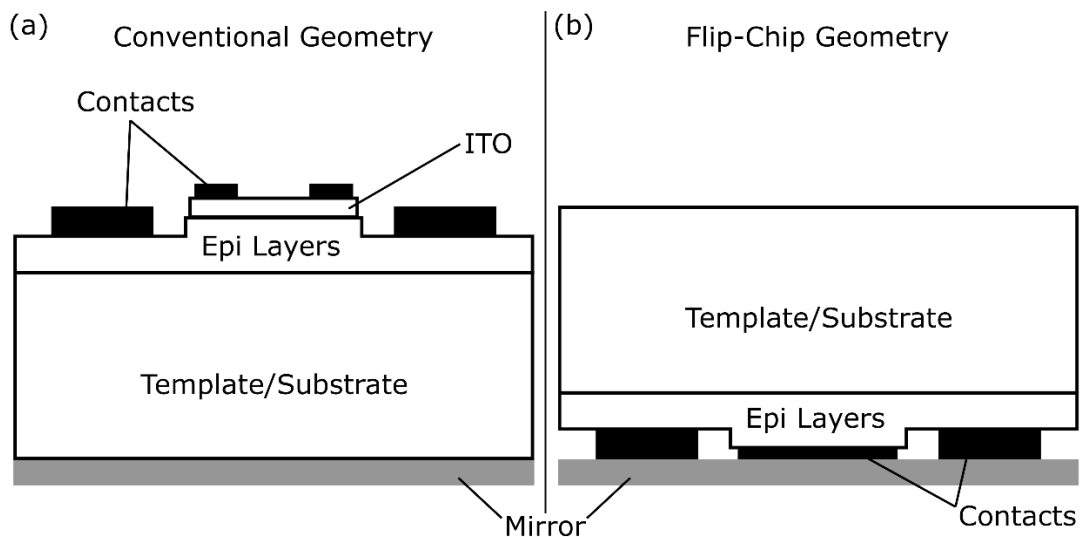 (a)
Conventional Geometry
Contacts
ITO
Epi Layers
Template/Substrate
(b)
Flip-Chip Geometry
Template/Substrate
Epi Layers
Contacts
Mirror